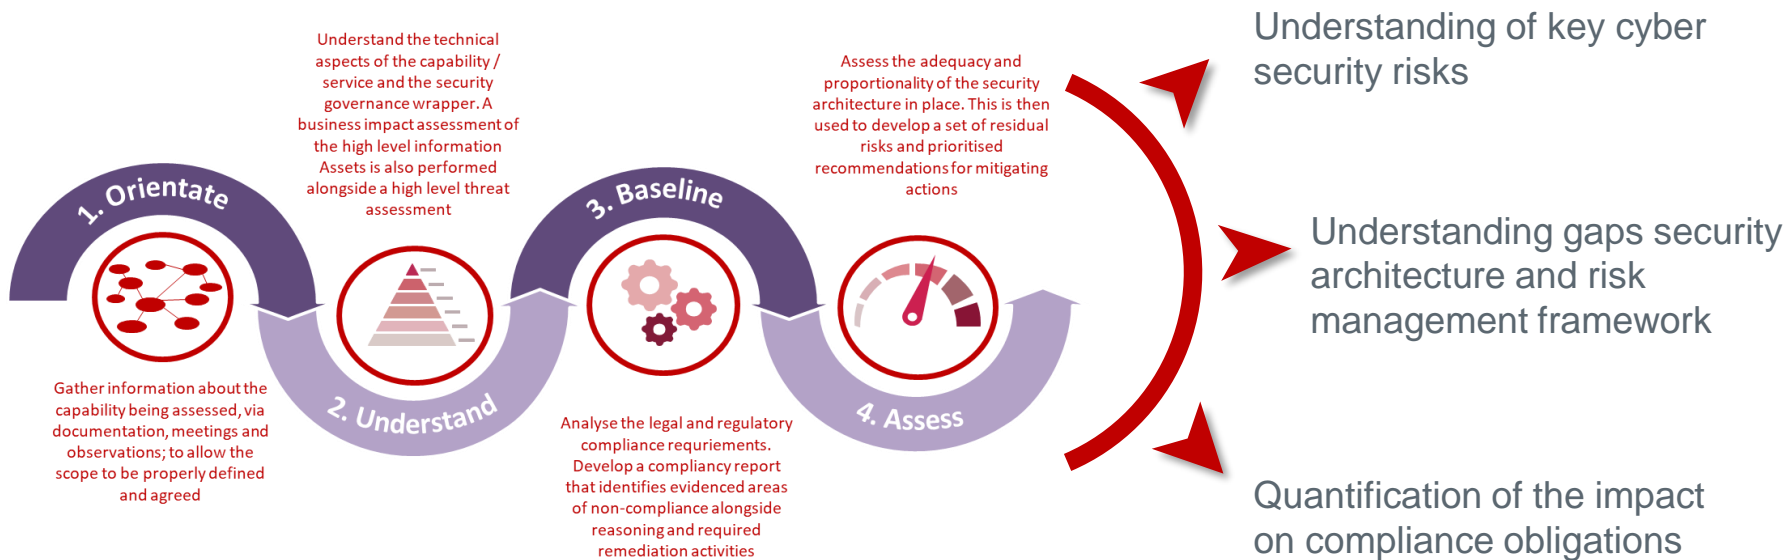 1. Orientate
Gather information about the
capability being assessed, via
documentation, meetings and
observations; to allow the
scope to be properly defined
and agreed
Understand the technical
aspects of the capability /
service and the security
governance wrapper. A
business impact assessment of
the high level information
Assets is also performed
alongside a high level threat
assessment
2. Understand
3. Baseline
Analyse the legal and regulatory
compliance requriements.
Develop a compliancy report
that identifies evidenced areas
of non-compliance alongside
reasoning and required
remediation activities
Assess the adequacy and
proportionality of the security
architecture in place. This is then
used to develop a set of residual
risks and prioritised
recommendations for mitigating
actions
4. Assess
Understanding of key cyber
security risks
Understanding gaps security
architecture and risk
management framework
Quantification of the impact
on compliance obligations